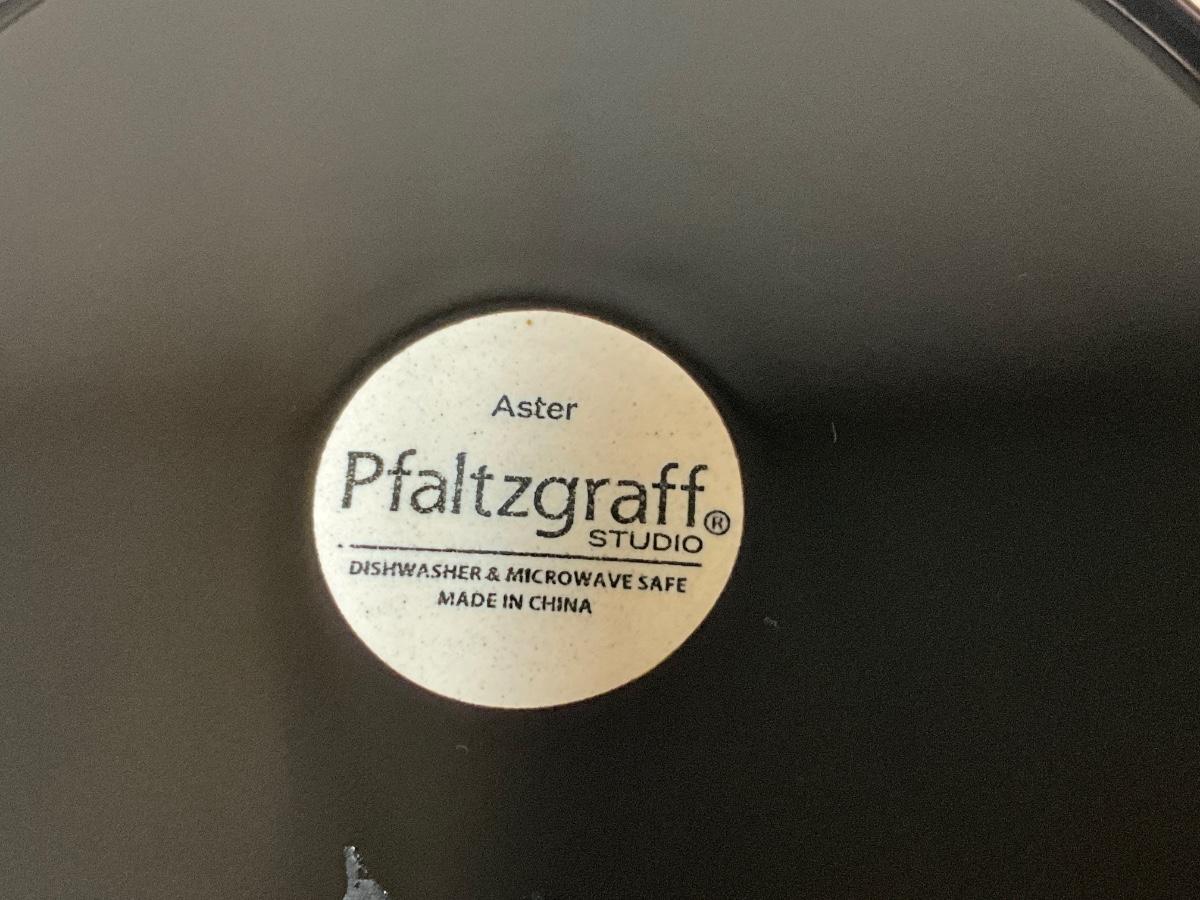 Aster
Pfaltzgraff®
STUDIO
DISHWASHER & MICROWAVE SAFE
MADE IN CHINA